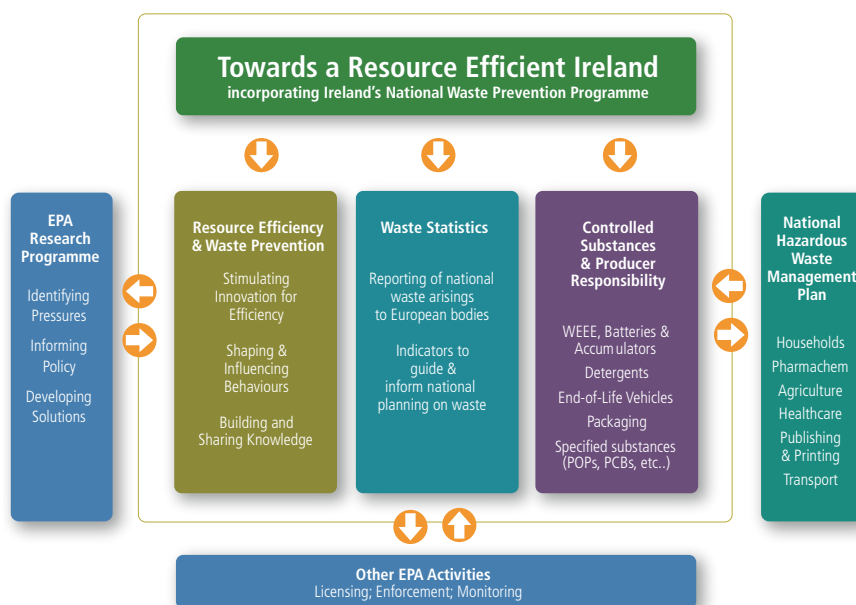 Towards a Resource Efficient Ireland
incorporating Ireland's National Waste Prevention Programme
EPA
Research
Programme
Identifying
Pressures
Informing
Policy
Developing
Solutions
Resource Efficiency
& Waste Prevention
Stimulating
Innovation for
Efficiency
Shaping &
Influencing
Behaviours
Building and
Sharing Knowledge
Waste Statistics
Reporting of national
waste arisings
to European bodies
Indicators to
guide &
inform national
planning on waste
Controlled
Substances
& Producer
Responsibility
WEEE, Batteries &
Accumulators
Detergents
End-of-Life Vehicles
Packaging
Specified substances
(POPs, PCBs, etc..)
National
Hazardous
Waste
Management
Plan
Households
Pharmachem
Agriculture
Healthcare
Publishing
& Printing
Transport
Other EPA Activities
Licensing; Enforcement; Monitoring